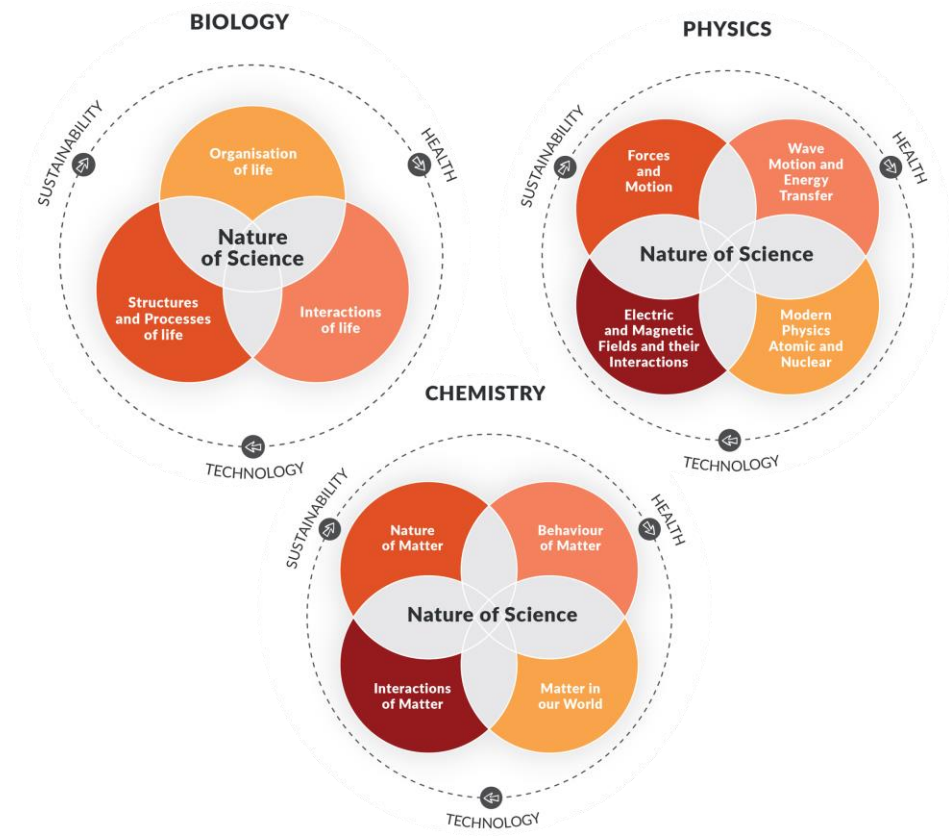 BIOLOGY
SUSTAINABILITY
HEALTH
Organisation
of life
Nature
of Science
Structures
and Processes
of life
Interactions
of life
TECHNOLOGY
PHYSICS
SUSTAINABILITY
HEALTH
Forces
and
Motion
Wave
Motion and
Energy
Transfer
Nature of Science
Electric
and Magnetic
Fields and their
Interactions
Modern
Physics
Atomic and
Nuclear
TECHNOLOGY
CHEMISTRY
SUSTAINABILITY
HEALTH
Nature
of Matter
Behaviour
of Matter
Nature of Science
Interactions
of Matter
Matter in
our World
TECHNOLOGY